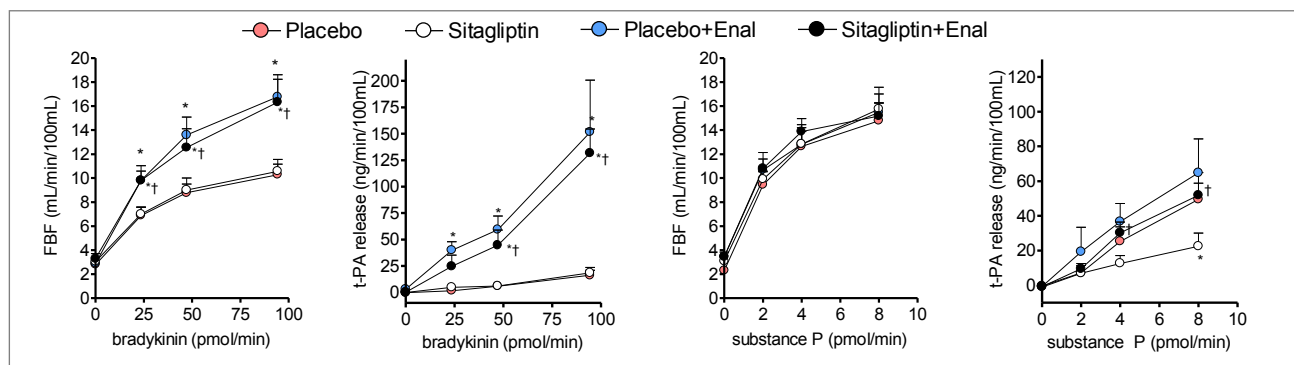 Placebo Sitagliptin Placebo+Enal Sitagliptin+Enal
FBF (mL/min/100mL)
20
18
16
14
12
10
8
6
4
2
0
* * *
*† *† *†
0 25 50 75 100
bradykinin (pmol/min)
t-PA release (ng/min/100mL)
200
175
150
125
100
75
50
25
0
* * *
*† *†
0 25 50 75 100
bradykinin (pmol/min)
FBF (mL/min/100mL)
20
18
16
14
12
10
8
6
4
2
0
0 2 4 6 8 10
substance P (pmol/min)
t-PA release (ng/min/100mL)
120
100
80
60
40
20
0
† †
*
0 2 4 6 8 10
substance P (pmol/min)